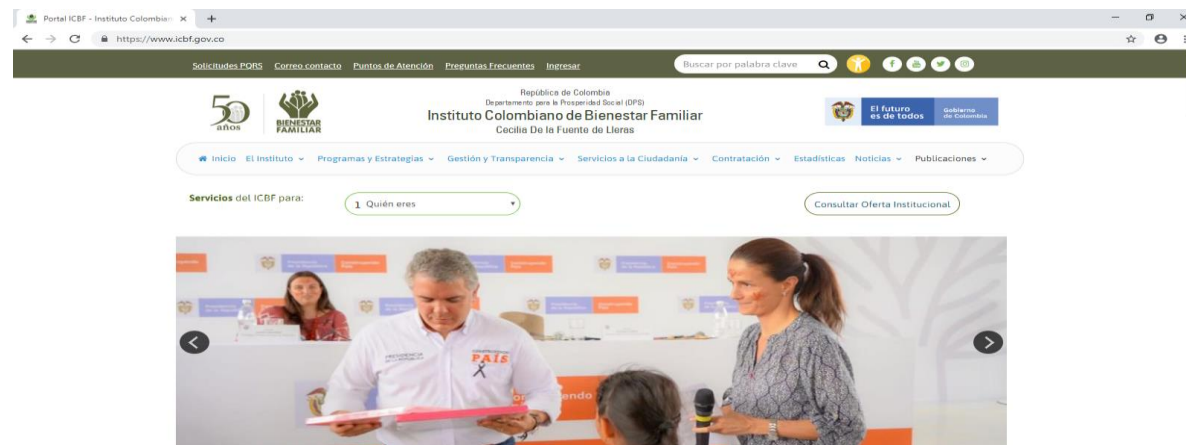 Portal ICBF - Instituto Colombian
https://www.icbf.gov.co
Solicitudes PQRS Correo contacto Puntos de Atención Preguntas Frecuentes Ingresar
Buscar por palabra clave
50 años
BIENESTAR FAMILIAR
República de Colombia
Departamento para la Prosperidad Social (DPS)
Instituto Colombiano de Bienestar Familiar
Cecilia De la Fuente de Lleras
El futuro es de todos
Gobierno de Colombia
Inicio El Instituto Programas y Estrategias Gestión y Transparencia Servicios a la Ciudadanía Contratación Estadísticas Noticias Publicaciones
Servicios del ICBF para:
1 Quién eres
Consultar Oferta Institucional
PAÍS